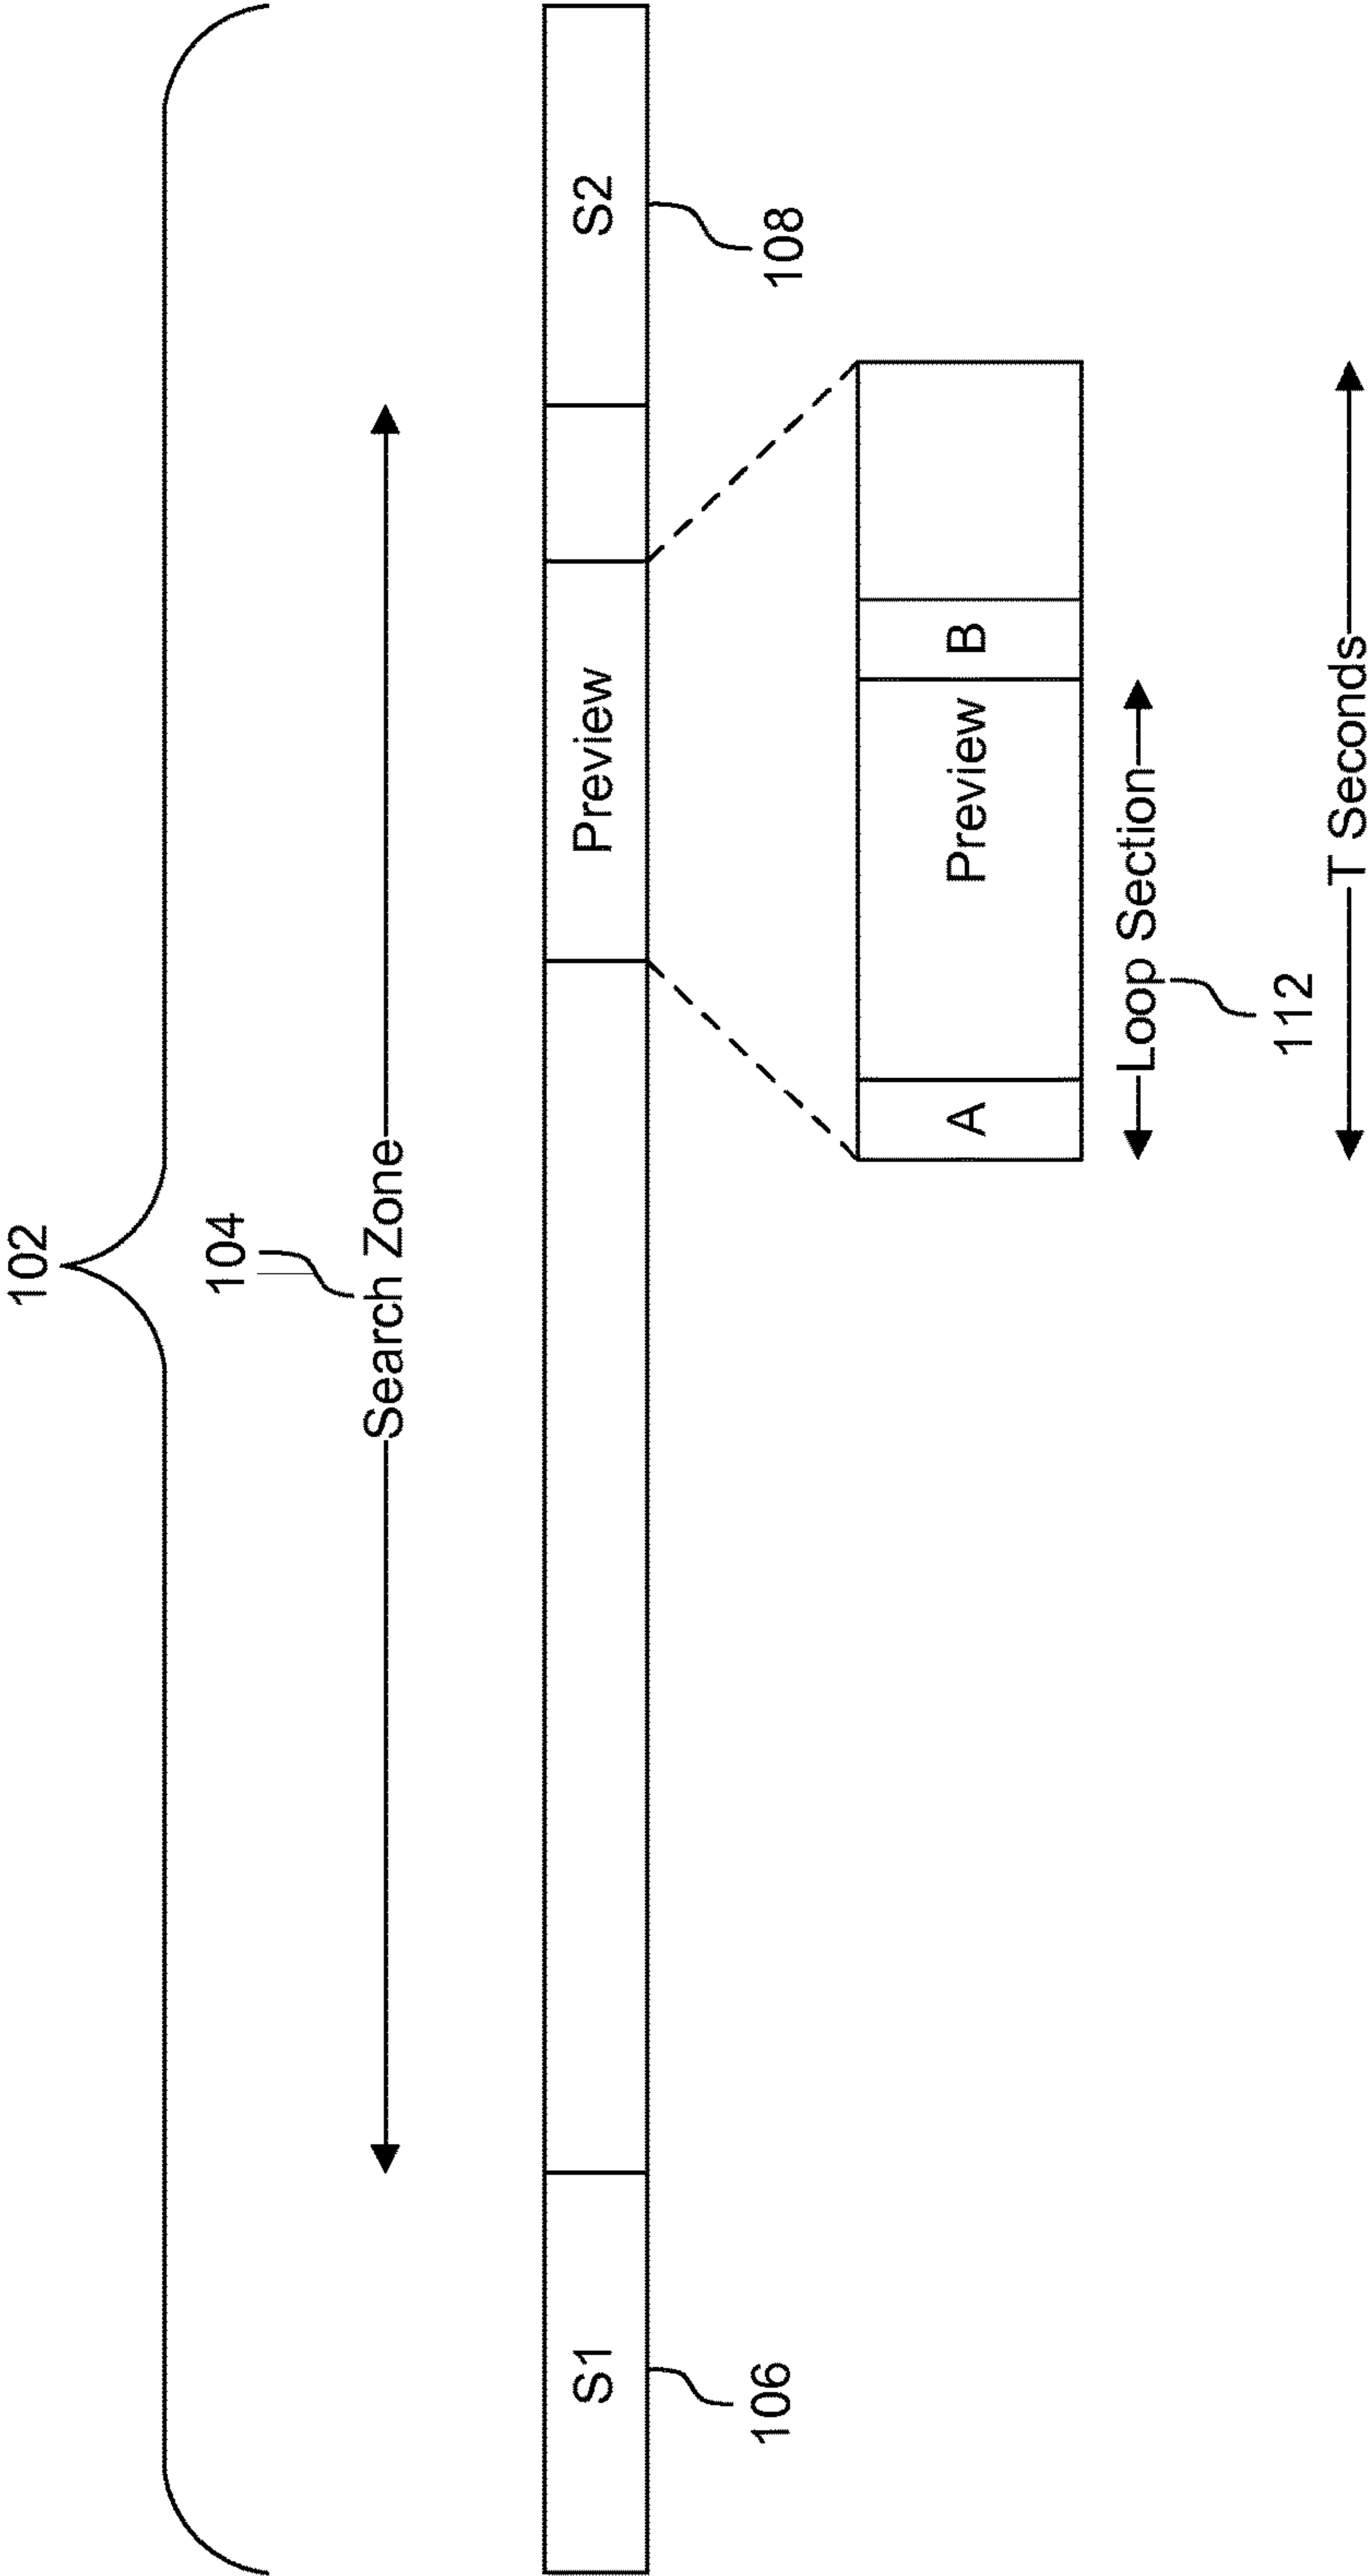 102
104
Search Zone
S1
Preview
S2
106
108
A
Preview
B
Loop Section
112
T Seconds